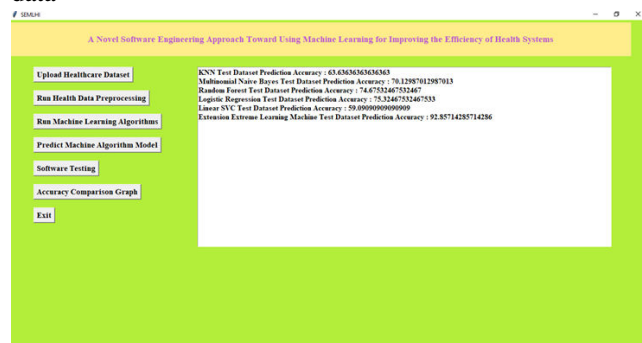 SEMLHI
A Novel Software Engineering Approach Toward Using Machine Learning for Improving the Efficiency of Health Systems
Upload Healthcare Dataset
Run Health Data Preprocessing
Run Machine Learning Algorithms
Predict Machine Algorithm Model
Software Testing
Accuracy Comparison Graph
Exit
KNN Test Dataset Prediction Accuracy : 63.63636363636363
Multinomial Naive Bayes Test Dataset Prediction Accuracy : 70.12987012987013
Random Forest Test Dataset Prediction Accuracy : 74.67532467532467
Logistic Regression Test Dataset Prediction Accuracy : 75.32467532467533
Linear SVC Test Dataset Prediction Accuracy : 59.09090909090909
Extension Extreme Learning Machine Test Dataset Prediction Accuracy : 92.85714285714286